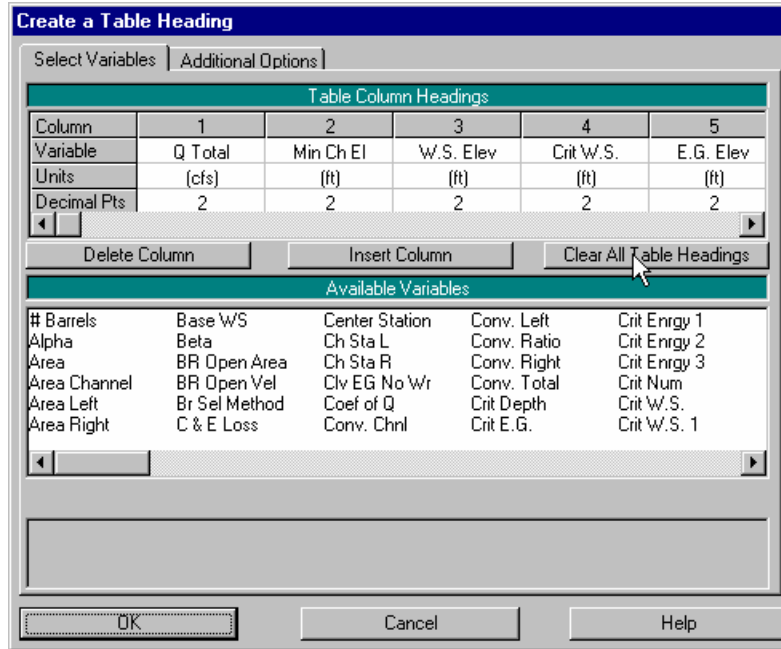 Create a Table Heading
Select Variables Additional Options
Table Column Headings
Column 1 2 3 4 5
Variable Q Total Min Ch El W.S. Elev Crit W.S. E.G. Elev
Units (cfs) (ft) (ft) (ft) (ft)
Decimal Pts 2 2 2 2 2
Delete Column Insert Column Clear All Table Headings
Available Variables
# Barrels Base WS Center Station Conv. Left Crit Enrgy 1
Alpha Beta Ch Sta L Conv. Ratio Crit Enrgy 2
Area BR Open Area Ch Sta R Conv. Right Crit Enrgy 3
Area Channel BR Open Vel Clv EG No Wr Conv. Total Crit Num
Area Left Br Sel Method Coef of Q Crit Depth Crit W.S.
Area Right C & E Loss Conv. Chnl Crit E.G. Crit W.S. 1
OK Cancel Help